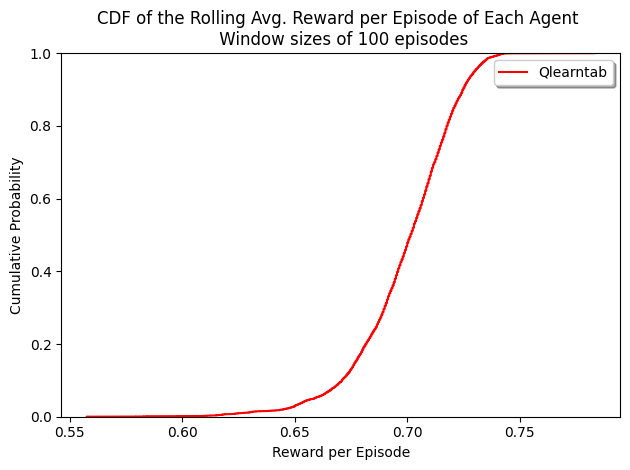 CDF of the Rolling Avg. Reward per Episode of Each Agent
Window sizes of 100 episodes
Qlearntab
Cumulative Probability
1.0
0.8
0.6
0.4
0.2
0.0
0.55 0.60 0.65 0.70 0.75
Reward per Episode